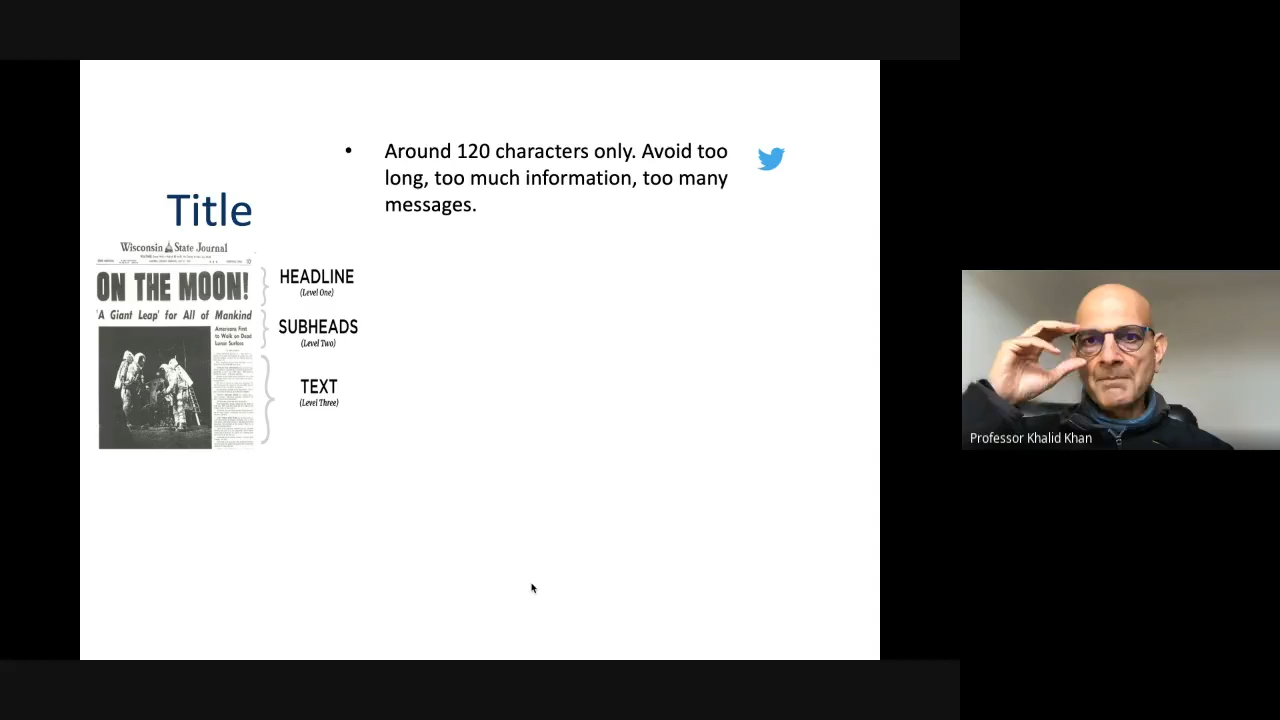 • Around 120 characters only. Avoid too
long, too much information, too many
messages.
Title
Wisconsin State Journal
ON THE MOON!
'A Giant Leap' for All of Mankind
Americans First
to Walk on Dead
Lunar Surface
HEADLINE
(Level One)
SUBHEADS
(Level Two)
TEXT
(Level Three)
Professor Khalid Khan